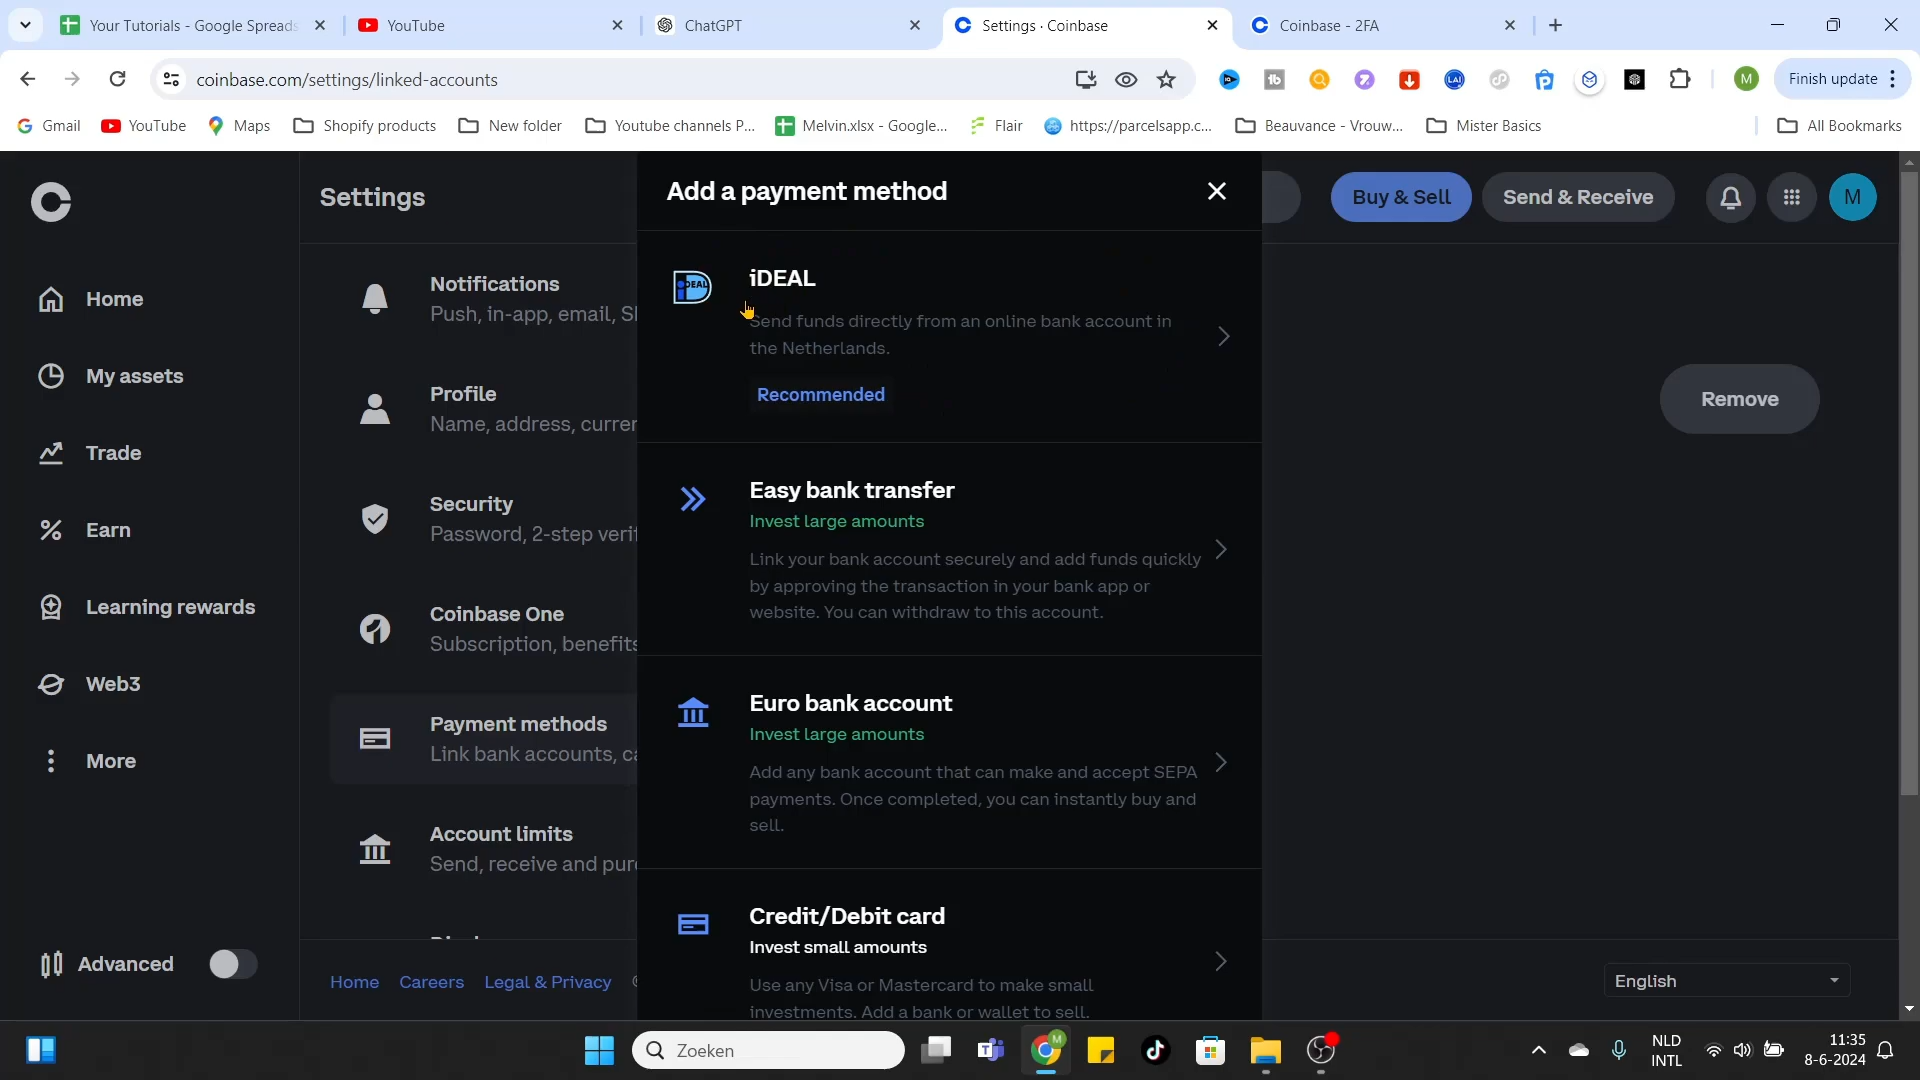 Your Tutorials - Google Spreads
YouTube
ChatGPT
Settings · Coinbase
Coinbase - 2FA
coinbase.com/settings/linked-accounts
Finish update
Gmail
YouTube
Maps
Shopify products
New folder
Youtube channels P...
Melvin.xlsx - Google...
Flair
https://parcelsapp.c...
Beauvance - Vrouw...
Mister Basics
All Bookmarks
Settings
Add a payment method
Buy & Sell
Send & Receive
M
Home
My assets
Trade
Earn
Learning rewards
Web3
More
Advanced
Notifications
Push, in-app, email,
Profile
Name, address,
Security
Password, 2-step
Coinbase One
Subscription, benefits
Payment methods
Link bank accounts,
Account limits
Send, receive and
Home
Careers
Legal & Privacy
iDEAL
iDEAL
Send funds directly from an online bank account in
the Netherlands.
Recommended
Easy bank transfer
Invest large amounts
Link your bank account securely and add funds quickly
by approving the transaction in your bank app or
website. You can withdraw to this account.
Euro bank account
Invest large amounts
Add any bank account that can make and accept SEPA
payments. Once completed, you can instantly buy and
sell.
Credit/Debit card
Invest small amounts
Use any Visa or Mastercard to make small
investments. Add a bank or wallet to sell.
Remove
English
Zoeken
NLD
INTL
11:35
8-6-2024